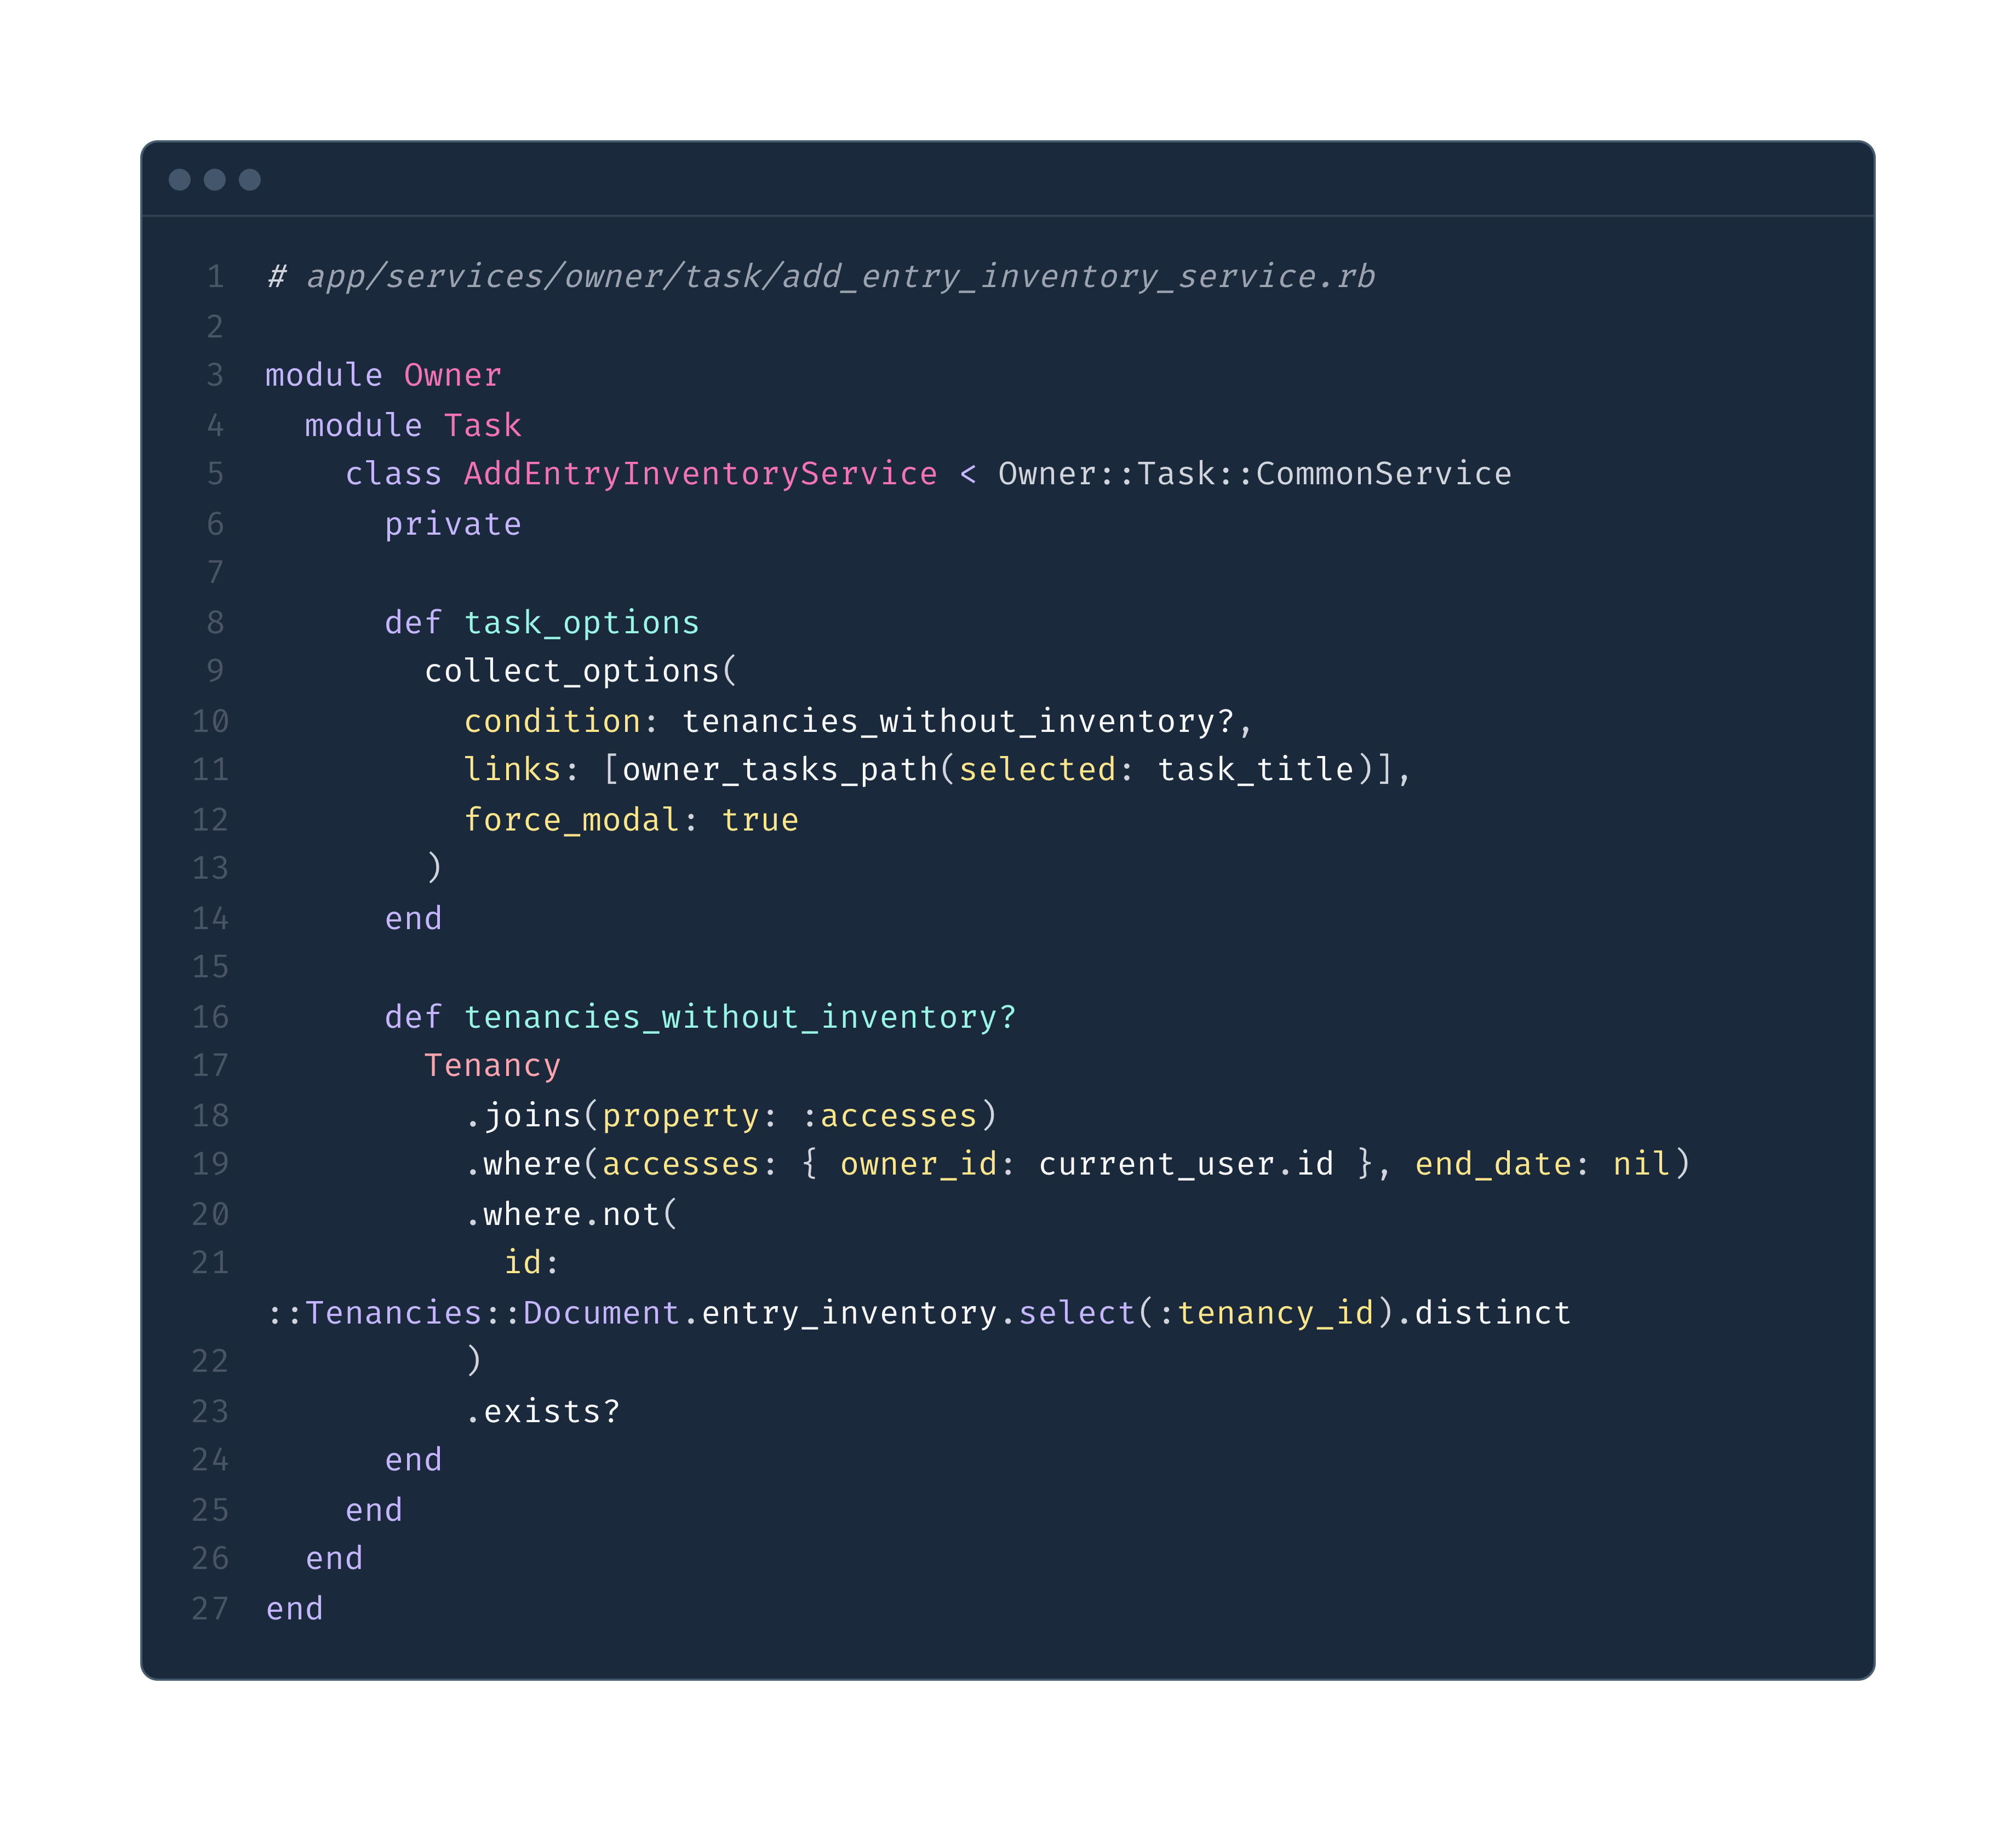 1 # app/services/owner/task/add_entry_inventory_service.rb
2
3 module Owner
4   module Task
5     class AddEntryInventoryService < Owner::Task::CommonService
6       private
7
8       def task_options
9         collect_options(
10           condition: tenancies_without_inventory?,
11           links: [owner_tasks_path(selected: task_title)],
12           force_modal: true
13         )
14       end
15
16       def tenancies_without_inventory?
17         Tenancy
18           .joins(property: :accesses)
19           .where(accesses: { owner_id: current_user.id }, end_date: nil)
20           .where.not(
21             id:
::Tenancies::Document.entry_inventory.select(:tenancy_id).distinct
22           )
23           .exists?
24       end
25     end
26   end
27 end